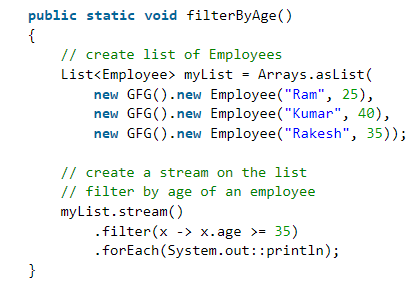 public static void filterByAge()
{
    // create list of Employees
    List<Employee> myList = Arrays.asList(
        new GFG().new Employee("Ram", 25),
        new GFG().new Employee("Kumar", 40),
        new GFG().new Employee("Rakesh", 35));

    // create a stream on the list
    // filter by age of an employee
    myList.stream()
        .filter(x -> x.age >= 35)
        .forEach(System.out::println);
}